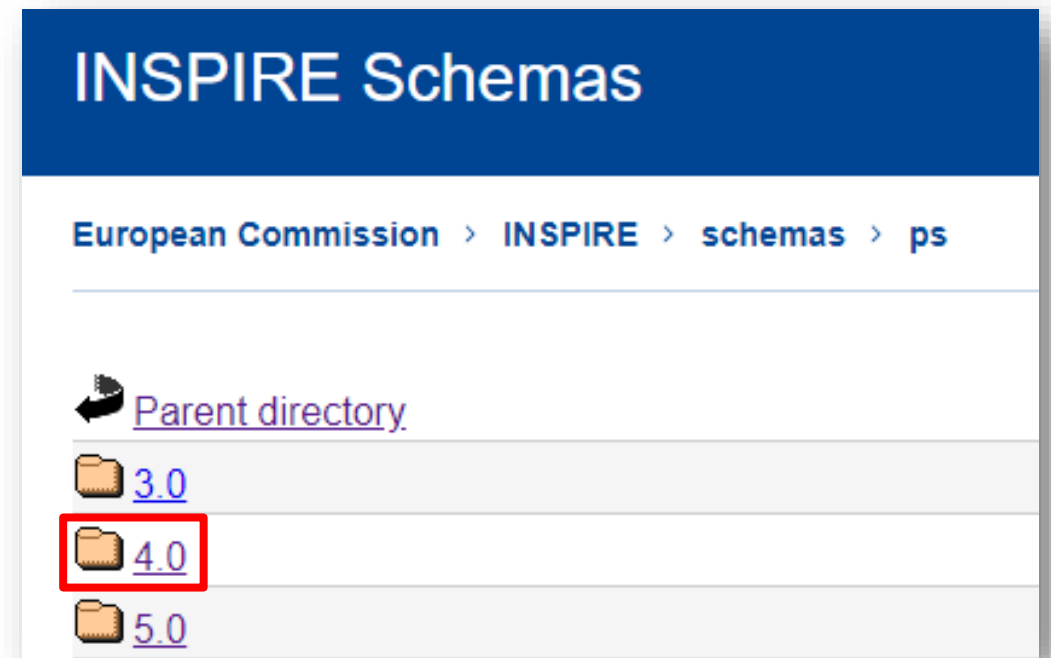 INSPIRE Schemas
European Commission > INSPIRE > schemas > ps
Parent directory
3.0
4.0
5.0